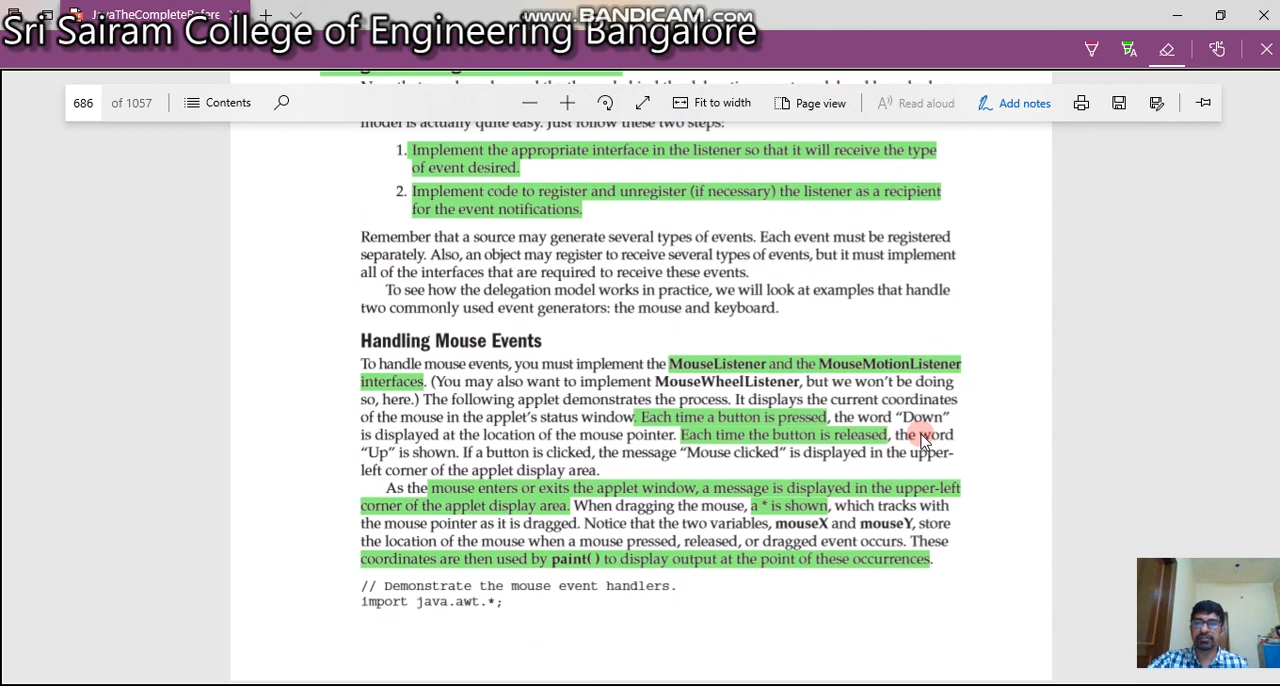 JavaTheCompleteRefere
www.BANDICAM.com
Sri Sairam College of Engineering Bangalore
686 of 1057 Contents Fit to width Page view Read aloud Add notes
model is actually quite easy. Just follow these two steps:
1. Implement the appropriate interface in the listener so that it will receive the type
of event desired.
2. Implement code to register and unregister (if necessary) the listener as a recipient
for the event notifications.
Remember that a source may generate several types of events. Each event must be registered
separately. Also, an object may register to receive several types of events, but it must implement
all of the interfaces that are required to receive these events.
To see how the delegation model works in practice, we will look at examples that handle
two commonly used event generators: the mouse and keyboard.
Handling Mouse Events
To handle mouse events, you must implement the MouseListener and the MouseMotionListener
interfaces. (You may also want to implement MouseWheelListener, but we won't be doing
so, here.) The following applet demonstrates the process. It displays the current coordinates
of the mouse in the applet's status window. Each time a button is pressed, the word “Down”
is displayed at the location of the mouse pointer. Each time the button is released, the word
“Up” is shown. If a button is clicked, the message “Mouse clicked” is displayed in the upper-
left corner of the applet display area.
As the mouse enters or exits the applet window, a message is displayed in the upper-left
corner of the applet display area. When dragging the mouse, a * is shown, which tracks with
the mouse pointer as it is dragged. Notice that the two variables, mouseX and mouseY, store
the location of the mouse when a mouse pressed, released, or dragged event occurs. These
coordinates are then used by paint( ) to display output at the point of these occurrences.
// Demonstrate the mouse event handlers.
import java.awt.*;